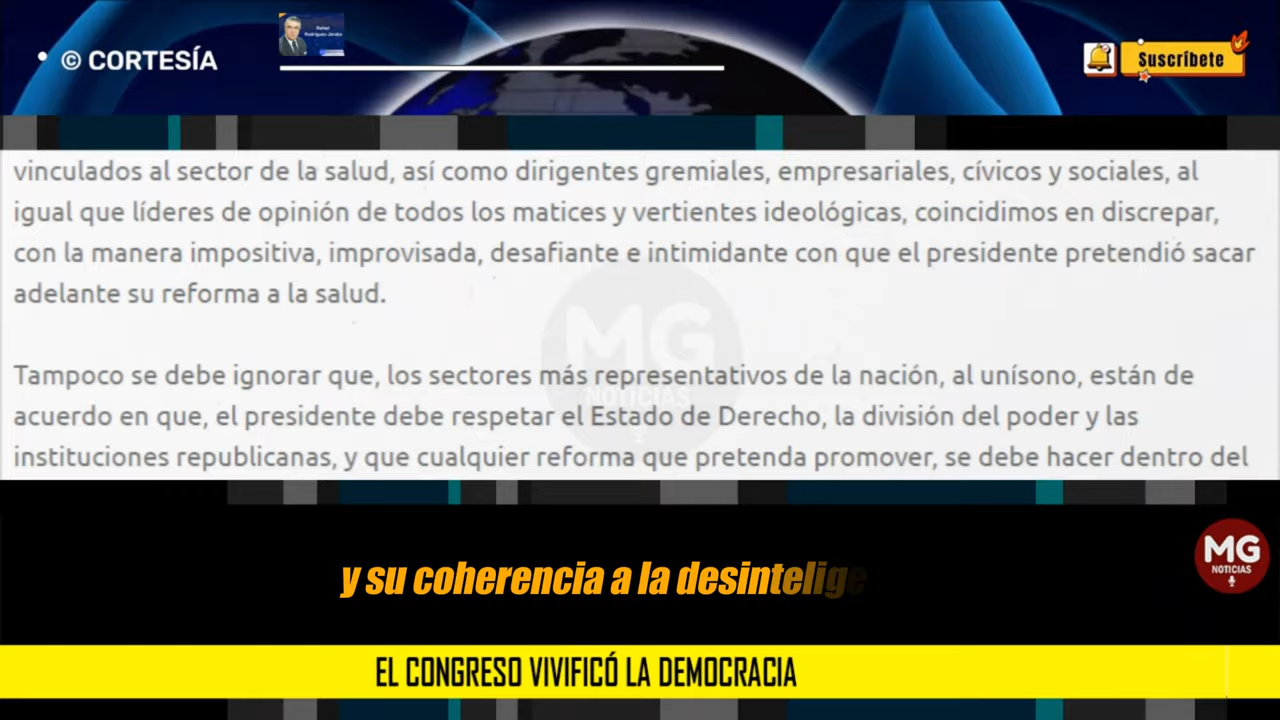 © CORTESÍA
Rafael
Rodríguez-Jaraba
Suscríbete
vinculados al sector de la salud, así como dirigentes gremiales, empresariales, cívicos y sociales, al
igual que líderes de opinión de todos los matices y vertientes ideológicas, coincidimos en discrepar,
con la manera impositiva, improvisada, desafiante e intimidante con que el presidente pretendió sacar
adelante su reforma a la salud.
Tampoco se debe ignorar que, los sectores más representativos de la nación, al unísono, están de
acuerdo en que, el presidente debe respetar el Estado de Derecho, la división del poder y las
instituciones republicanas, y que cualquier reforma que pretenda promover, se debe hacer dentro del
MG
NOTICIAS
y su coherencia a la desintelige
MG
NOTICIAS
EL CONGRESO VIVIFICÓ LA DEMOCRACIA